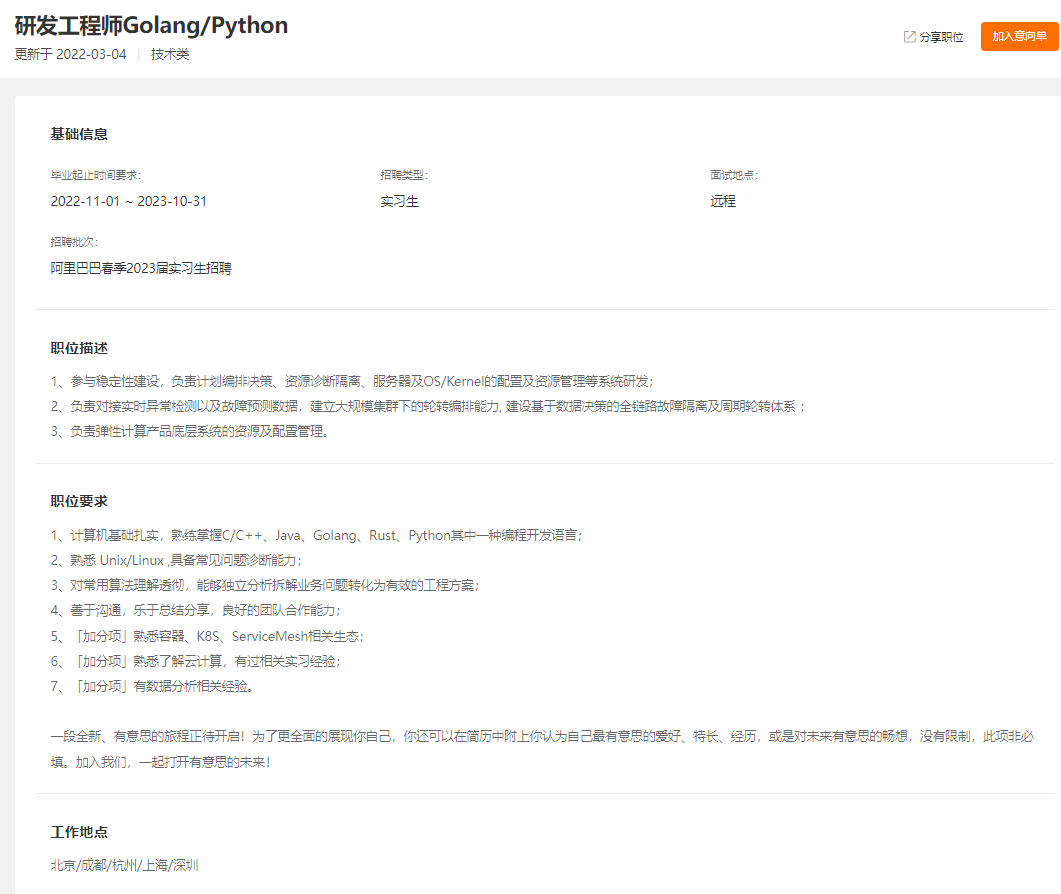 研发工程师Golang/Python
更新于 2022-03-04 技术类
分享职位
加入意向单
基础信息
毕业起止时间要求: 招聘类型: 面试地点:
2022-11-01 ~ 2023-10-31 实习生 远程
招聘批次:
阿里巴巴春季2023届实习生招聘
职位描述
1、参与稳定性建设，负责计划编排决策、资源诊断隔离、服务器及OS/Kernel的配置及资源管理等系统研发；
2、负责对接实时异常检测以及故障预测数据，建立大规模集群下的轮转编排能力, 建设基于数据决策的全链路故障隔离及周期轮转体系 ；
3、负责弹性计算产品底层系统的资源及配置管理。
职位要求
1、计算机基础扎实，熟练掌握C/C++、Java、Golang、Rust、Python其中一种编程开发语言；
2、熟悉 Unix/Linux ,具备常见问题诊断能力；
3、对常用算法理解透彻，能够独立分析拆解业务问题转化为有效的工程方案；
4、善于沟通，乐于总结分享，良好的团队合作能力；
5、「加分项」熟悉容器、K8S、ServiceMesh相关生态；
6、「加分项」熟悉了解云计算，有过相关实习经验；
7、「加分项」有数据分析相关经验。
一段全新、有意思的旅程正待开启！为了更全面的展现你自己，你还可以在简历中附上你认为自己最有意思的爱好、特长、经历，或是对未来有意思的畅想，没有限制，此项非必
填。加入我们，一起打开有意思的未来！
工作地点
北京/成都/杭州/上海/深圳